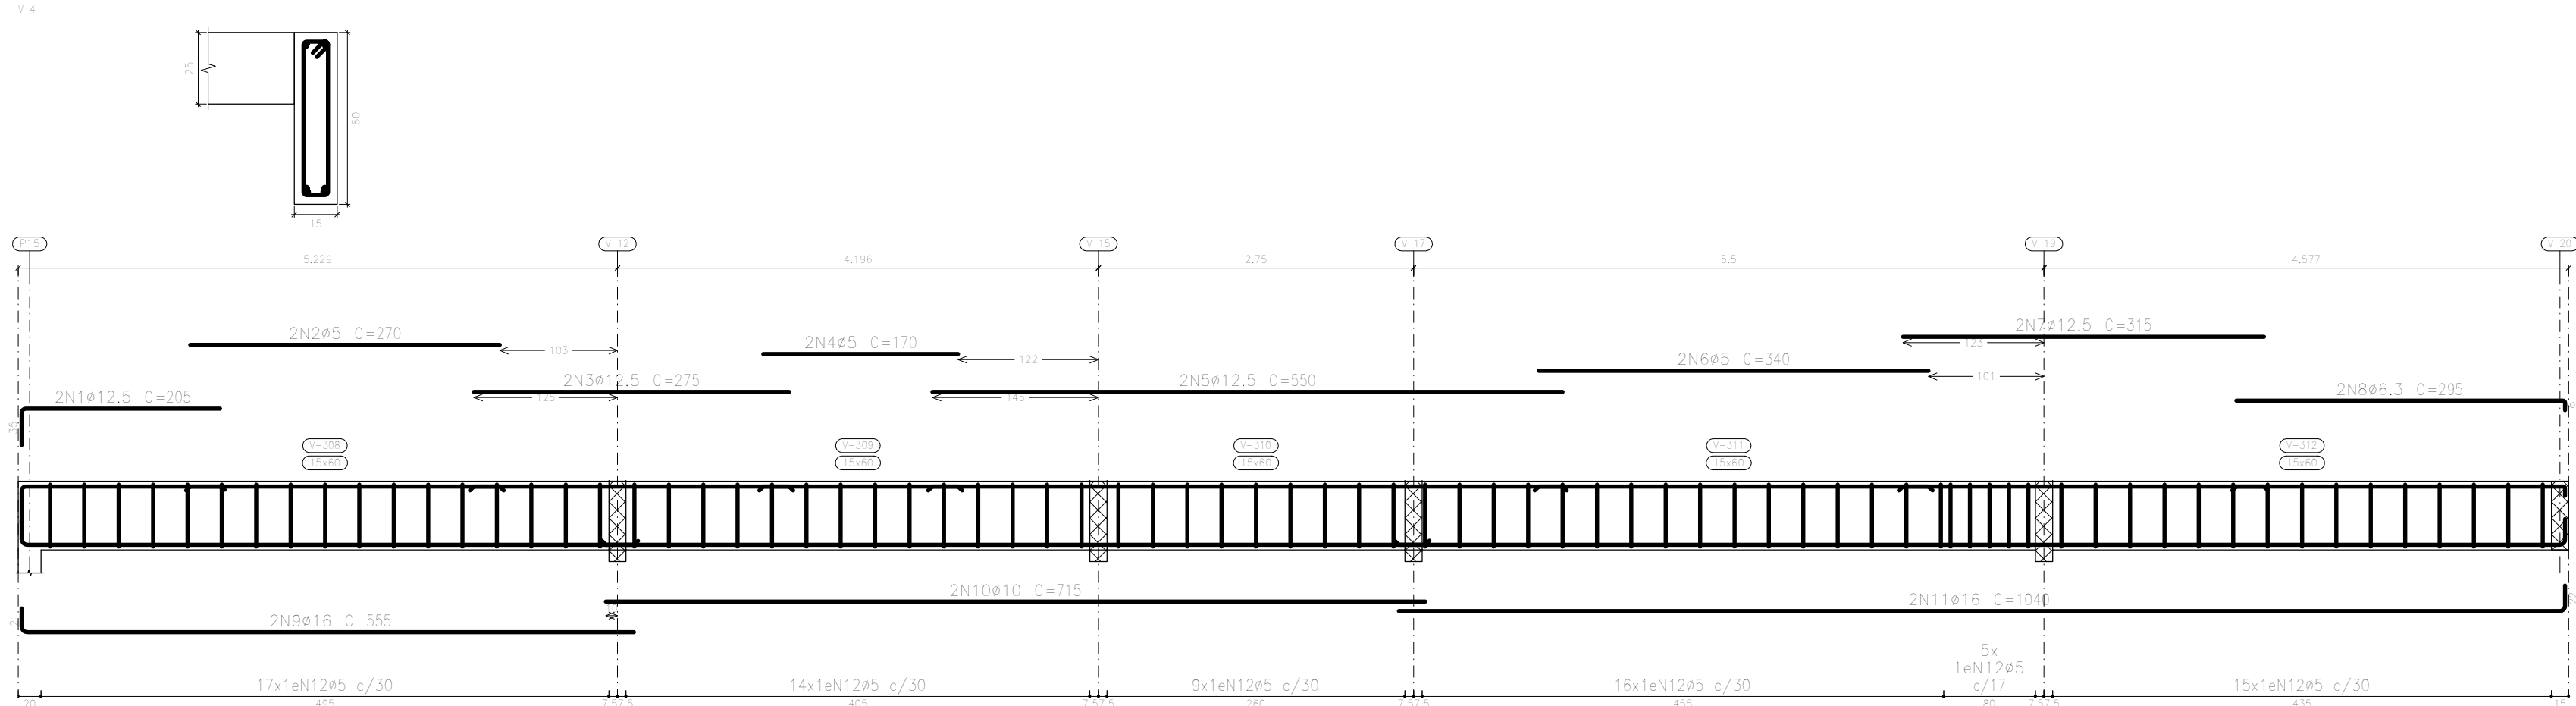 V 4
25
60
15
P15
V 12
V 15
V 17
V 19
V 20
5.229
4.196
2.75
5.5
4.577
2N2ø5 C=270
103
2N4ø5 C=170
122
2N7ø12.5 C=315
123
2N6ø5 C=340
101
2N3ø12.5 C=275
125
2N5ø12.5 C=550
145
2N1ø12.5 C=205
35
2N8ø6.3 C=295
V-308
15x60
V-309
15x60
V-310
15x60
V-311
15x60
V-312
15x60
2N10ø10 C=715
2N11ø16 C=1040
2N9ø16 C=555
21
17x1eN12ø5 c/30
14x1eN12ø5 c/30
9x1eN12ø5 c/30
16x1eN12ø5 c/30
5x
1eN12ø5
c/17
15x1eN12ø5 c/30
20
495
7.57.5
405
7.57.5
260
7.57.5
455
80
7.57.5
435
15